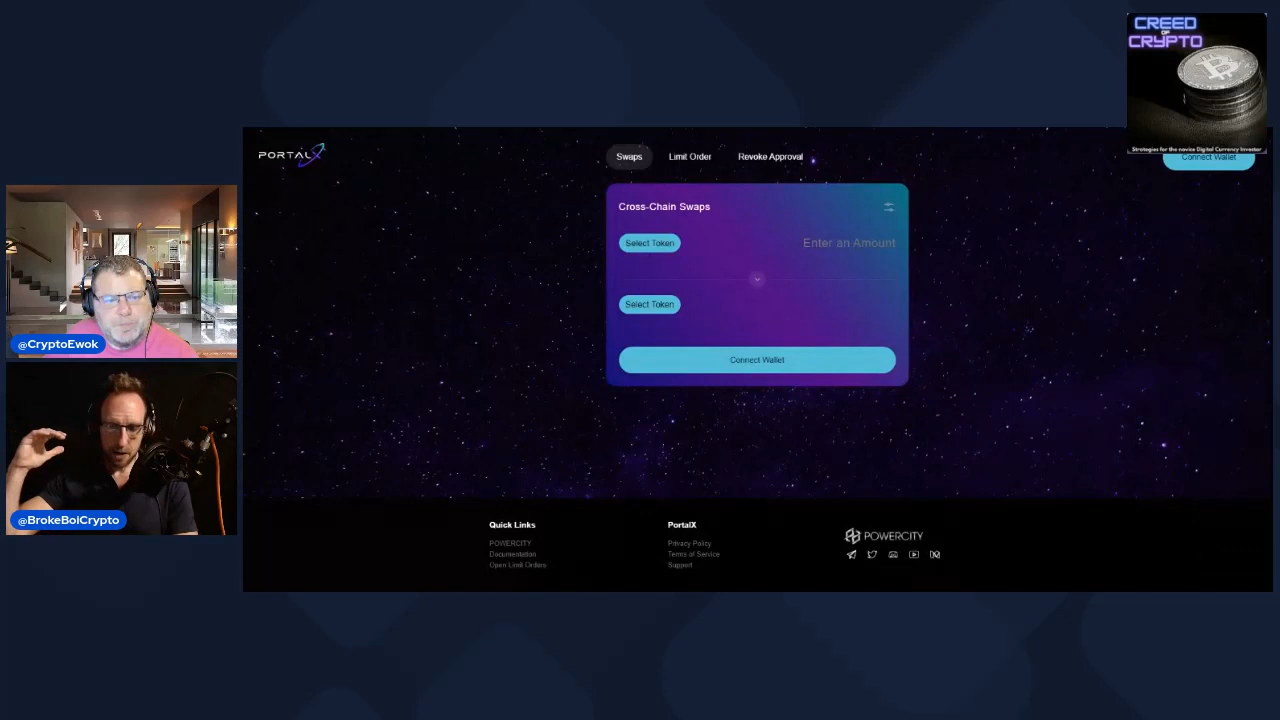 CREED
OF
CRYPTO
Strategies for the novice Digital Currency Investor
PORTALX
Swaps
Limit Order
Revoke Approval
Connect Wallet
Cross-Chain Swaps
Select Token
Enter an Amount
Select Token
Connect Wallet
@CryptoEwok
@BrokeBoiCrypto
Quick Links
POWERCITY
Documentation
Open Limit Orders
PortalX
Privacy Policy
Terms of Service
Support
POWERCITY